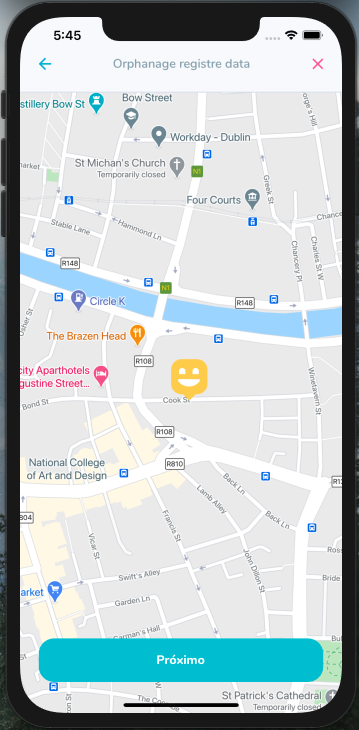 5:45
Orphanage registre data
stillery Bow St
Bow Street
Workday - Dublin
St Michan's Church
Temporarily closed
N1
Greek St
Four Courts
Chancery Pl
Charles St W
Stable Lane
Hammond Ln
R148
N1
Circle K
R148
The Brazen Head
R108
city Aparthotels
gustine Street...
Bond St
Cook St
Winetavern St
R108
R810
National College
of Art and Design
Back Ln
Lamb Alley
Back Ln
804
Francis St
John Dillon St
Vicar St
Swift's Alley
Bride
arket
Garden Ln
Carman's Hall
Próximo
St Patrick's Cathedral
Temporarily closed